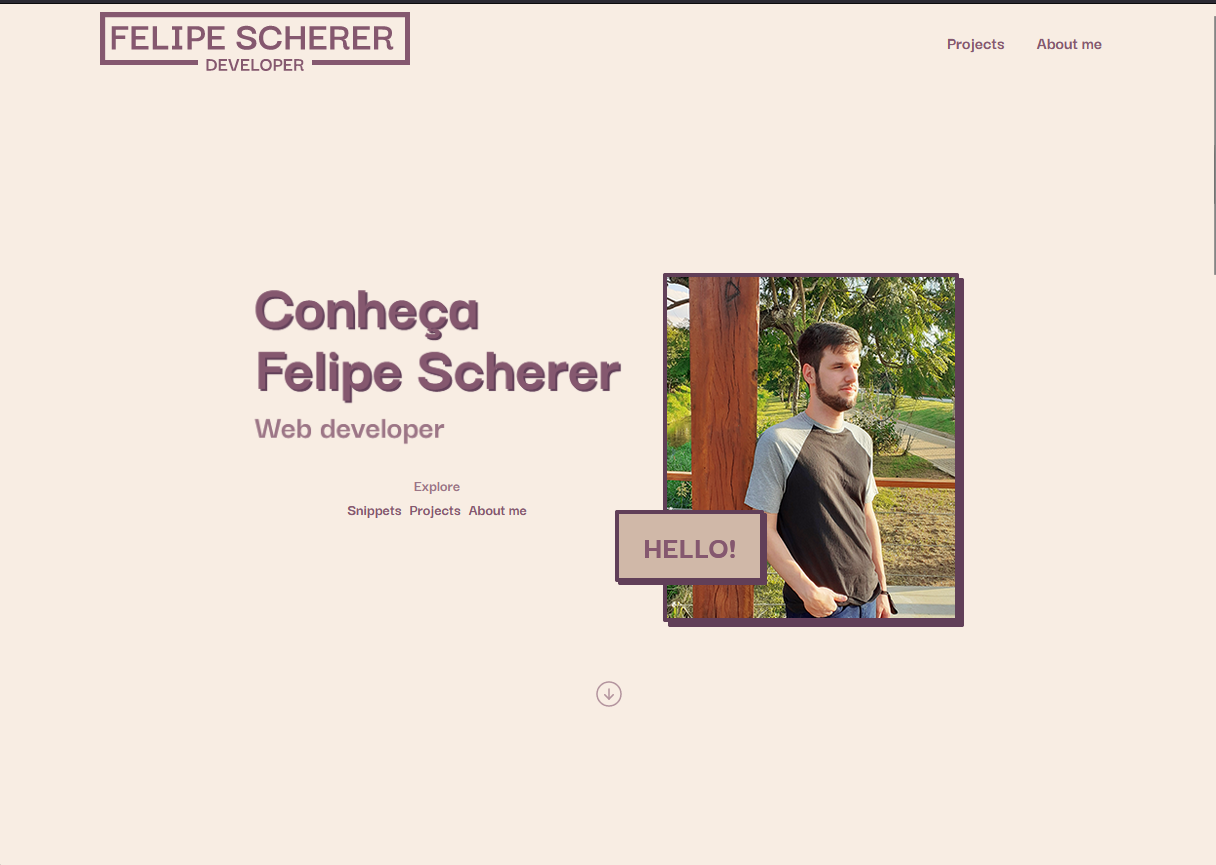 FELIPE SCHERER
DEVELOPER
Projects About me
Conheça
Felipe Scherer
Web developer
Explore
Snippets Projects About me
HELLO!